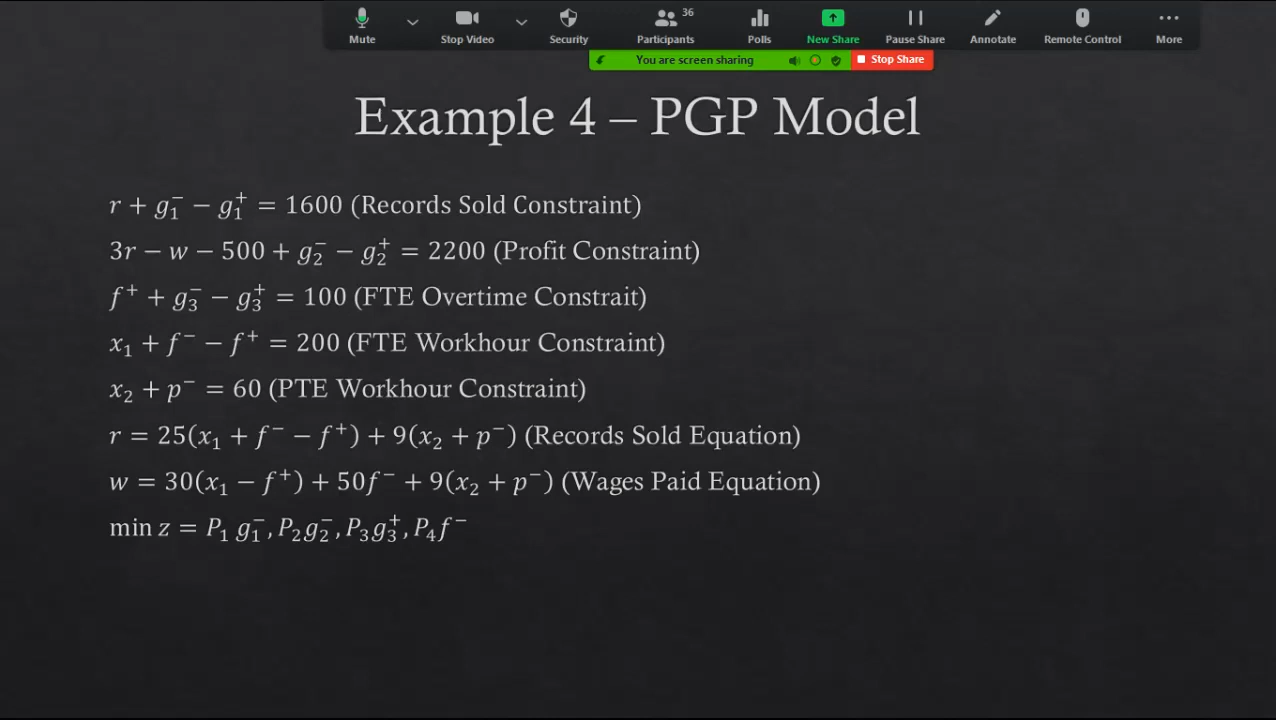 Mute Stop Video Security Participants 36 Polls New Share Pause Share Annotate Remote Control More
You are screen sharing Stop Share
Example 4 – PGP Model
r + g₁⁻ − g₁⁺ = 1600 (Records Sold Constraint)
3r − w − 500 + g₂⁻ − g₂⁺ = 2200 (Profit Constraint)
f⁺ + g₃⁻ − g₃⁺ = 100 (FTE Overtime Constrait)
x₁ + f⁻ − f⁺ = 200 (FTE Workhour Constraint)
x₂ + p⁻ = 60 (PTE Workhour Constraint)
r = 25(x₁ + f⁻ − f⁺) + 9(x₂ + p⁻) (Records Sold Equation)
w = 30(x₁ − f⁺) + 50f⁻ + 9(x₂ + p⁻) (Wages Paid Equation)
min z = P₁ g₁⁻, P₂g₂⁻, P₃g₃⁺, P₄f⁻